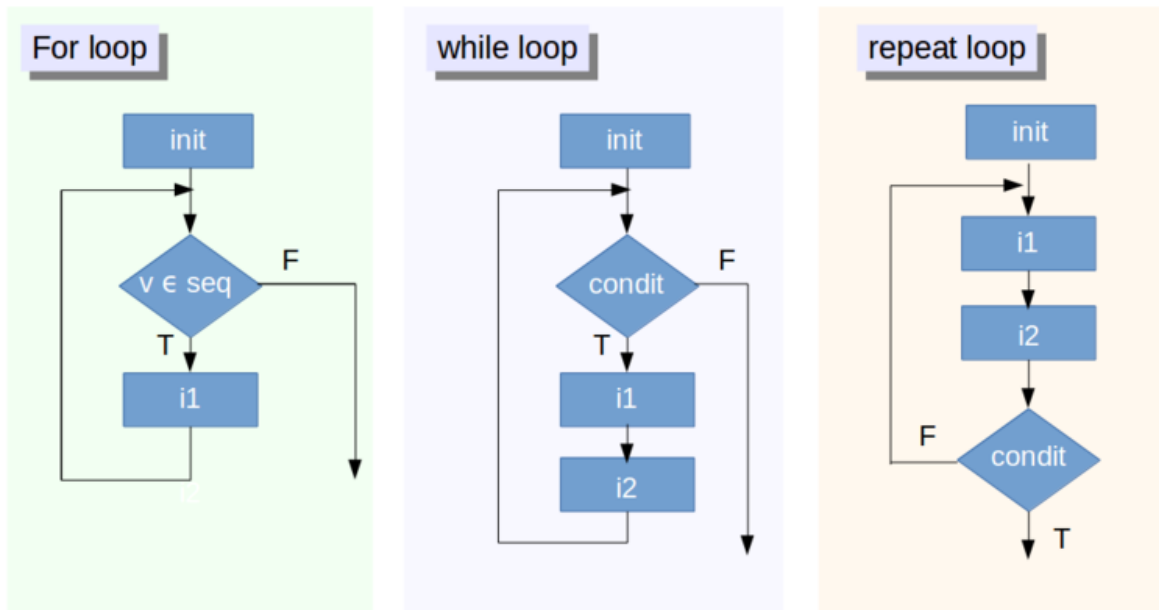 For loop
init
v ϵ seq
F
T
i1
while loop
init
condit
F
T
i1
i2
repeat loop
init
i1
i2
condit
F
T